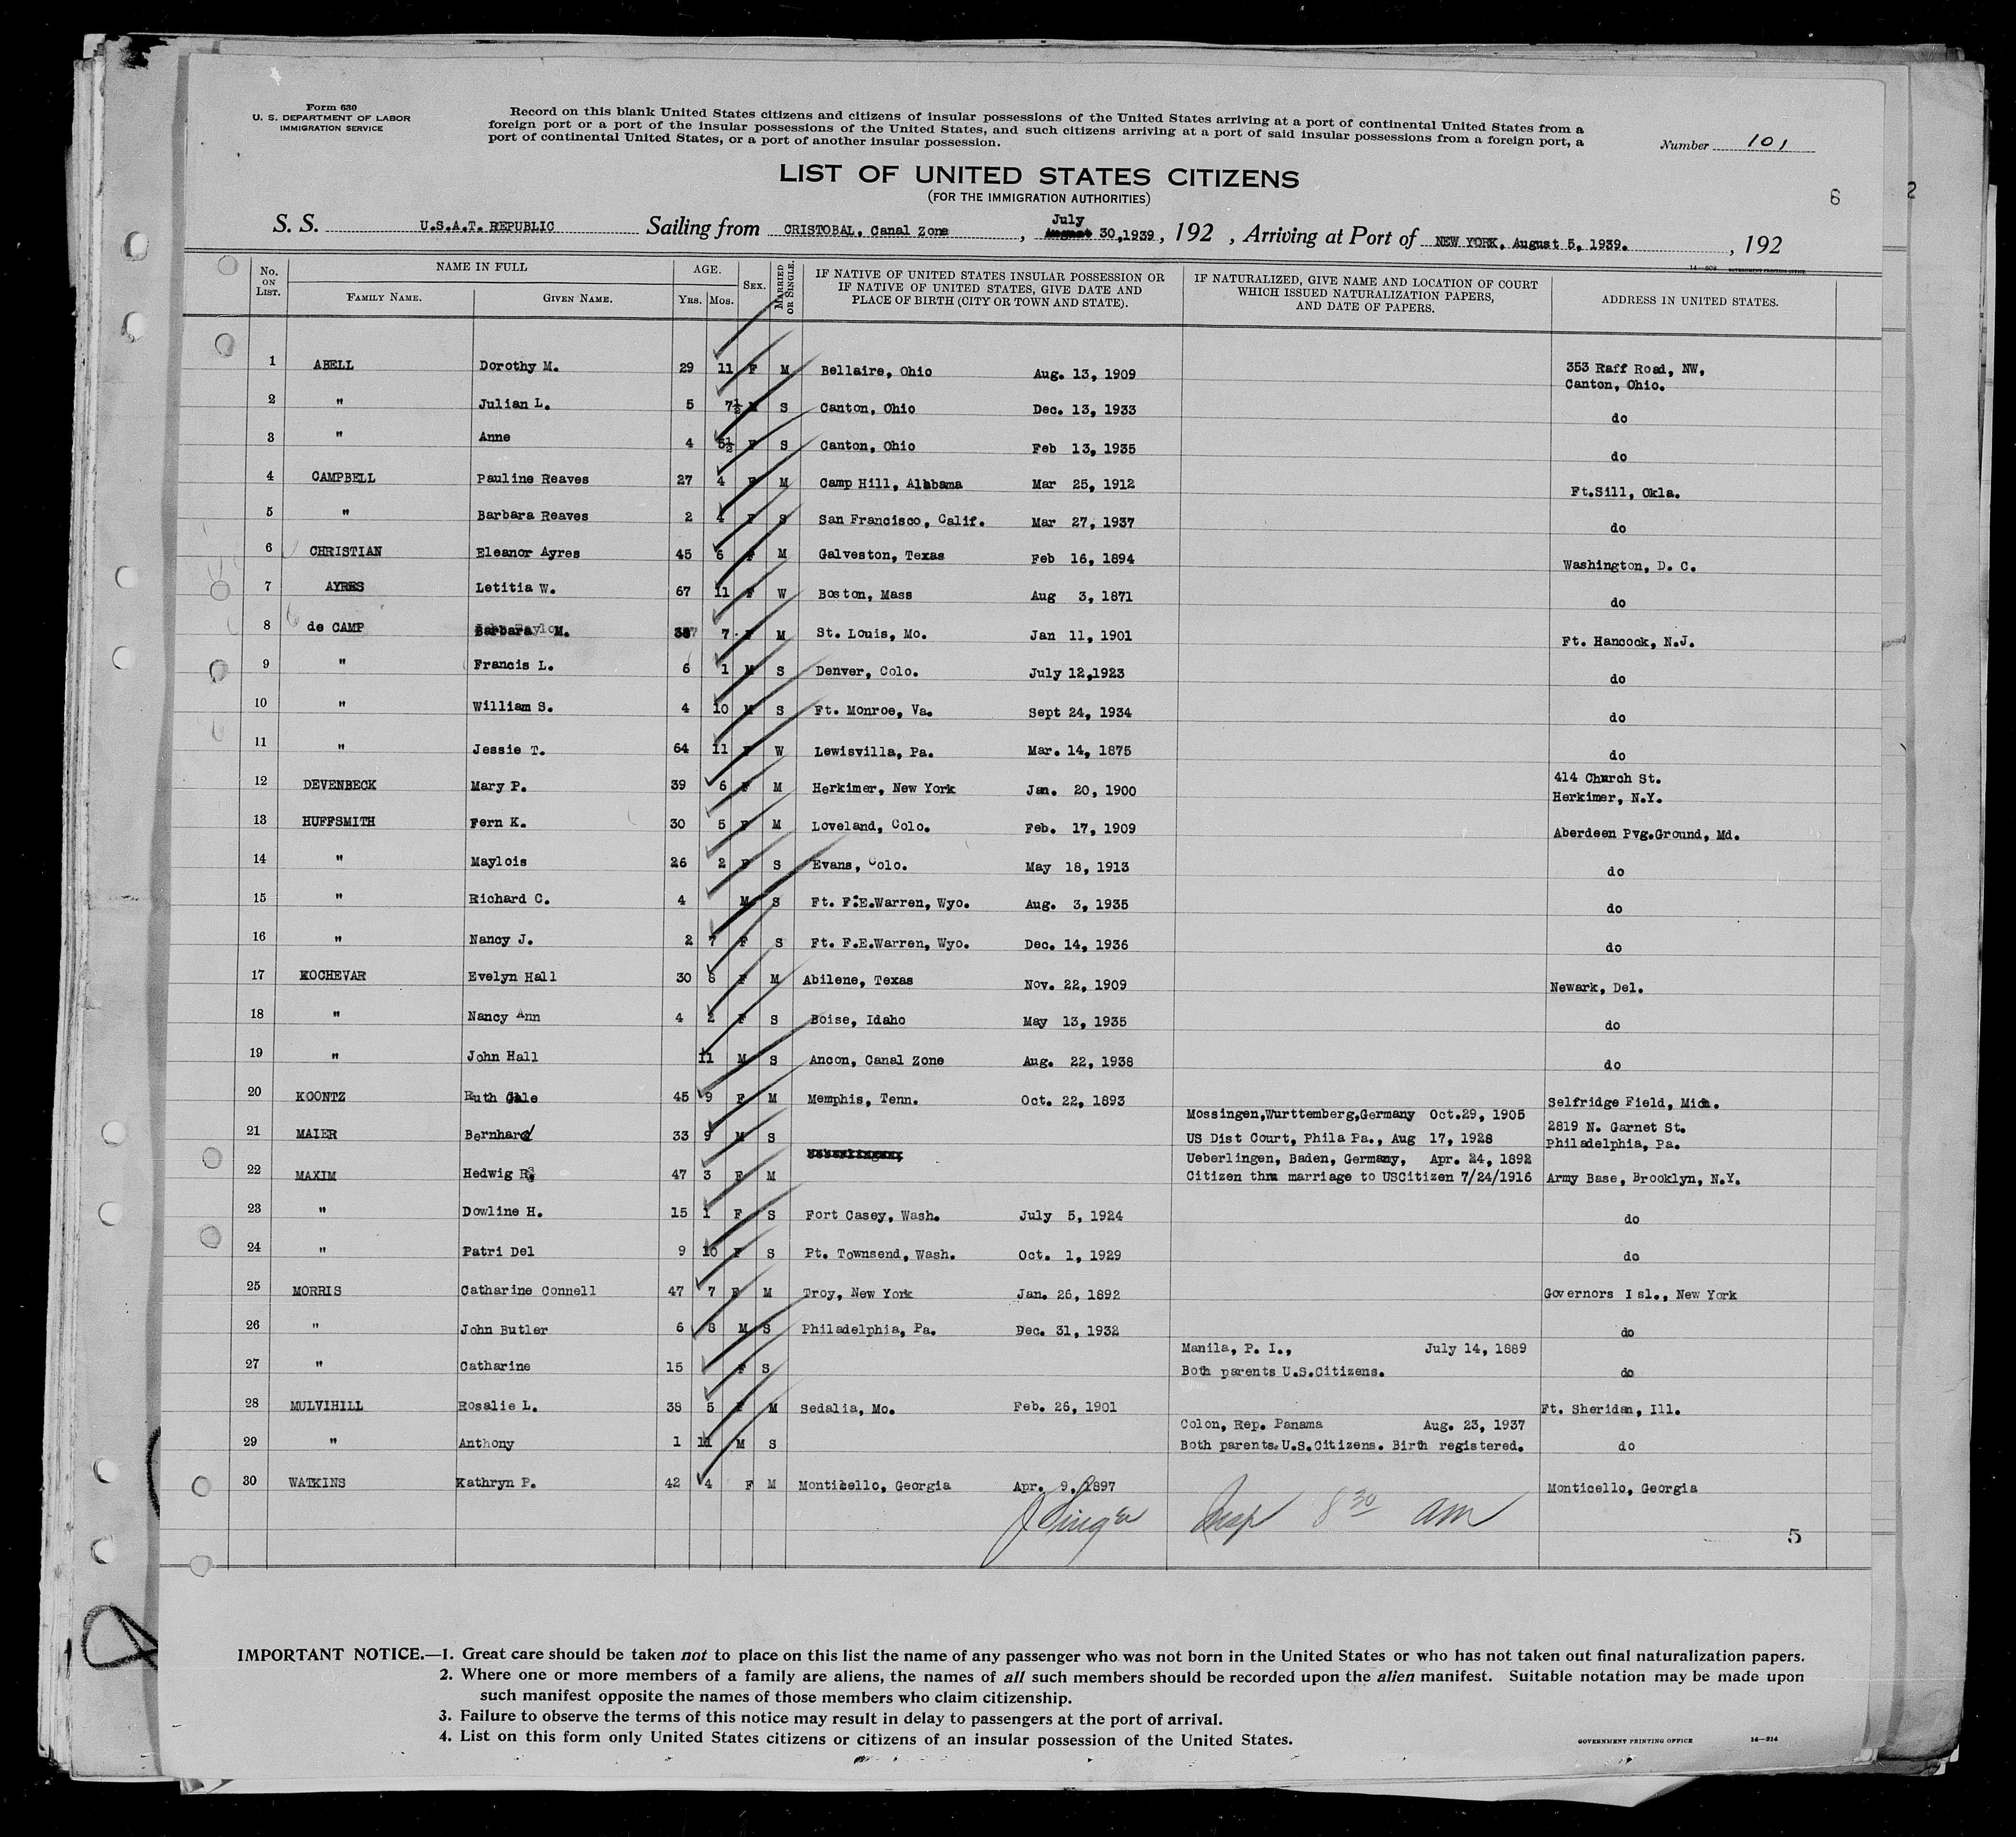 Form 630
U. S. DEPARTMENT OF LABOR
IMMIGRATION SERVICE
Record on this blank United States citizens and citizens of insular possessions of the United States arriving at a port of continental United States from a
foreign port or a port of the insular possessions of the United States, and such citizens arriving at a port of said insular possessions from a foreign port, a
port of continental United States, or a port of another insular possession.
Number 101
LIST OF UNITED STATES CITIZENS
(FOR THE IMMIGRATION AUTHORITIES)
6
2
S. S. U.S.A.T. REPUBLIC Sailing from CRISTOBAL, Canal Zone, July 30,1939, 192 , Arriving at Port of NEW YORK, August 5, 1939. , 192
No. ON LIST. NAME IN FULL FAMILY NAME. GIVEN NAME. AGE. YRS. MOS. SEX. MARRIED OR SINGLE. IF NATIVE OF UNITED STATES INSULAR POSSESSION OR IF NATIVE OF UNITED STATES, GIVE DATE AND PLACE OF BIRTH (CITY OR TOWN AND STATE). IF NATURALIZED, GIVE NAME AND LOCATION OF COURT WHICH ISSUED NATURALIZATION PAPERS, AND DATE OF PAPERS. ADDRESS IN UNITED STATES.
1 ABELL Dorothy M. 29 11 F M Bellaire, Ohio Aug. 13, 1909 353 Raff Road, NW, Canton, Ohio.
2 " Julian L. 5 7½ M S Canton, Ohio Dec. 13, 1933 do
3 " Anne 4 5½ F S Canton, Ohio Feb 13, 1935 do
4 CAMPBELL Pauline Reaves 27 4 F M Camp Hill, Alabama Mar 25, 1912 Ft.Sill, Okla.
5 " Barbara Reaves 2 4 F S San Francisco, Calif. Mar 27, 1937 do
6 CHRISTIAN Eleanor Ayres 45 6 F M Galveston, Texas Feb 16, 1894 Washington, D. C.
7 AYRES Letitia W. 67 11 F W Boston, Mass Aug 3, 1871 do
8 de CAMP Barbara M. 7 F M St. Louis, Mo. Jan 11, 1901 Ft. Hancock, N.J.
9 " Francis L. 6 1 M S Denver, Colo. July 12,1923 do
10 " William S. 4 10 M S Ft. Monroe, Va. Sept 24, 1934 do
11 " Jessie T. 64 11 F W Lewisvilla, Pa. Mar. 14, 1875 do
12 DEVENBECK Mary P. 39 6 F M Herkimer, New York Jan. 20, 1900 414 Church St. Herkimer, N.Y.
13 HUFFSMITH Fern K. 30 5 F M Loveland, Colo. Feb. 17, 1909 Aberdeen Pvg.Ground, Md.
14 " Maylois 26 2 F S Evans, Colo. May 18, 1913 do
15 " Richard C. 4 M S Ft. F.E.Warren, Wyo. Aug. 3, 1935 do
16 " Nancy J. 2 7 F S Ft. F.E.Warren, Wyo. Dec. 14, 1936 do
17 KOCHEVAR Evelyn Hall 30 8 F M Abilene, Texas Nov. 22, 1909 Newark, Del.
18 " Nancy Ann 4 2 F S Boise, Idaho May 13, 1935 do
19 " John Hall 11 M S Ancon, Canal Zone Aug. 22, 1938 do
20 KOONTZ Ruth Gale 45 9 F M Memphis, Tenn. Oct. 22, 1893 Selfridge Field, Mich.
21 MAIER Bernhard 33 9 M S Mossingen,Wurttemberg,Germany Oct.29, 1905 US Dist Court, Phila Pa., Aug 17, 1928 2819 N. Garnet St. Philadelphia, Pa.
22 MAXIM Hedwig R. 47 3 F M Ueberlingen, Ueberlingen, Baden, Germany, Apr. 24, 1892 Citizen thru marriage to USCitizen 7/24/1916 Army Base, Brooklyn, N.Y.
23 " Dowline H. 15 1 F S Fort Casey, Wash. July 5, 1924 do
24 " Patri Del 9 10 F S Pt. Townsend, Wash. Oct. 1, 1929 do
25 MORRIS Catharine Connell 47 7 F M Troy, New York Jan. 26, 1892 Governors Isl., New York
26 " John Butler 6 8 M S Philadelphia, Pa. Dec. 31, 1932 do
27 " Catharine 15 F S Manila, P. I., July 14, 1889 Both parents U.S.Citizens. do
28 MULVIHILL Rosalie L. 38 5 F M Sedalia, Mo. Feb. 26, 1901 Ft. Sheridan, Ill.
29 " Anthony 1 11 M S Colon, Rep. Panama Aug. 23, 1937 Both parents.U.S.Citizens. Birth registered. do
30 WATKINS Kathryn P. 42 4 F M Monticello, Georgia Apr. 9, 1897 Monticello, Georgia
Insp 8 30 am
5
IMPORTANT NOTICE.—1. Great care should be taken not to place on this list the name of any passenger who was not born in the United States or who has not taken out final naturalization papers.
2. Where one or more members of a family are aliens, the names of all such members should be recorded upon the alien manifest. Suitable notation may be made upon
such manifest opposite the names of those members who claim citizenship.
3. Failure to observe the terms of this notice may result in delay to passengers at the port of arrival.
4. List on this form only United States citizens or citizens of an insular possession of the United States.
GOVERNMENT PRINTING OFFICE 14—214